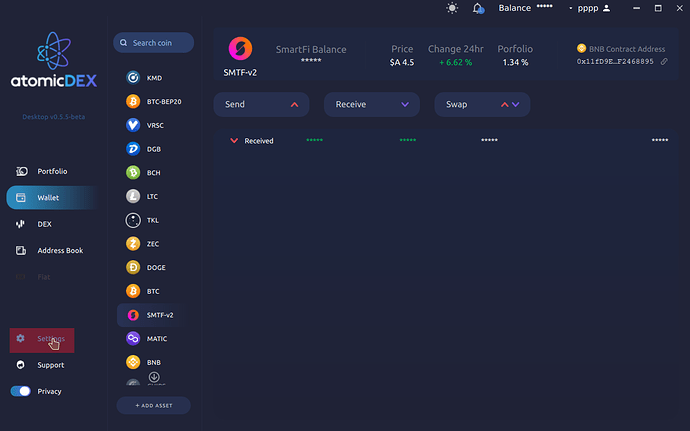 Balance ***** pppp
atomicDEX
Desktop v0.5.5-beta
Portfolio
Wallet
DEX
Address Book
Fiat
Settings
Support
Privacy
Search coin
KMD
BTC-BEP20
VRSC
DGB
BCH
LTC
TKL
ZEC
DOGE
BTC
SMTF-v2
MATIC
BNB
+ ADD ASSET
SMTF-v2
SmartFi Balance
*****
Price
$A 4.5
Change 24hr
+ 6.62 %
Porfolio
1.34 %
BNB Contract Address
0x11fD9E…F2468895
Send
Receive
Swap
Received ***** ***** ***** *****